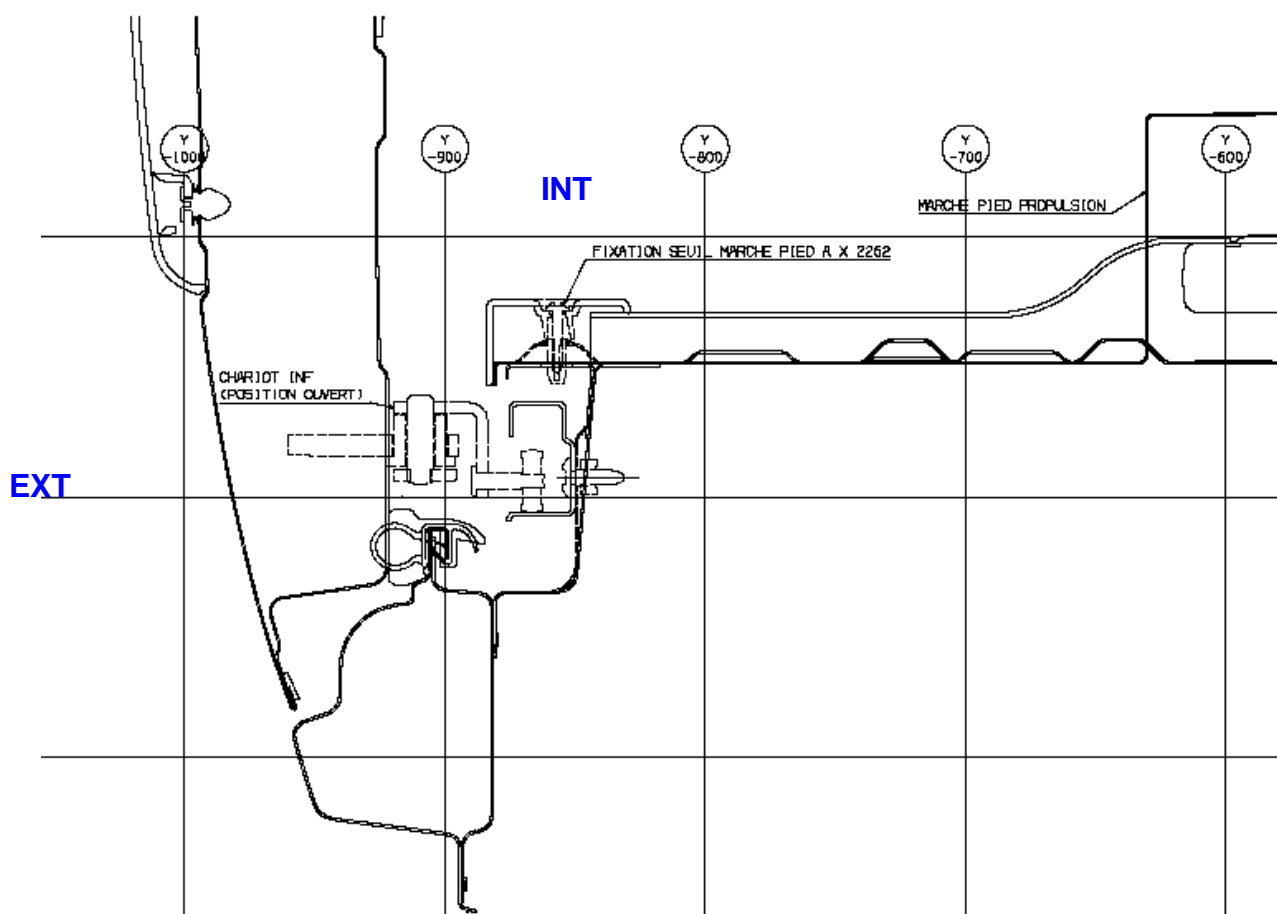 Y
-1000
Y
-900
Y
-800
Y
-700
Y
-600
INT
MARCHE PIED PROPULSION
FIXATION SEUIL MARCHE PIED A X 2262
CHARIOT INF
(POSITION OUVERT)
EXT